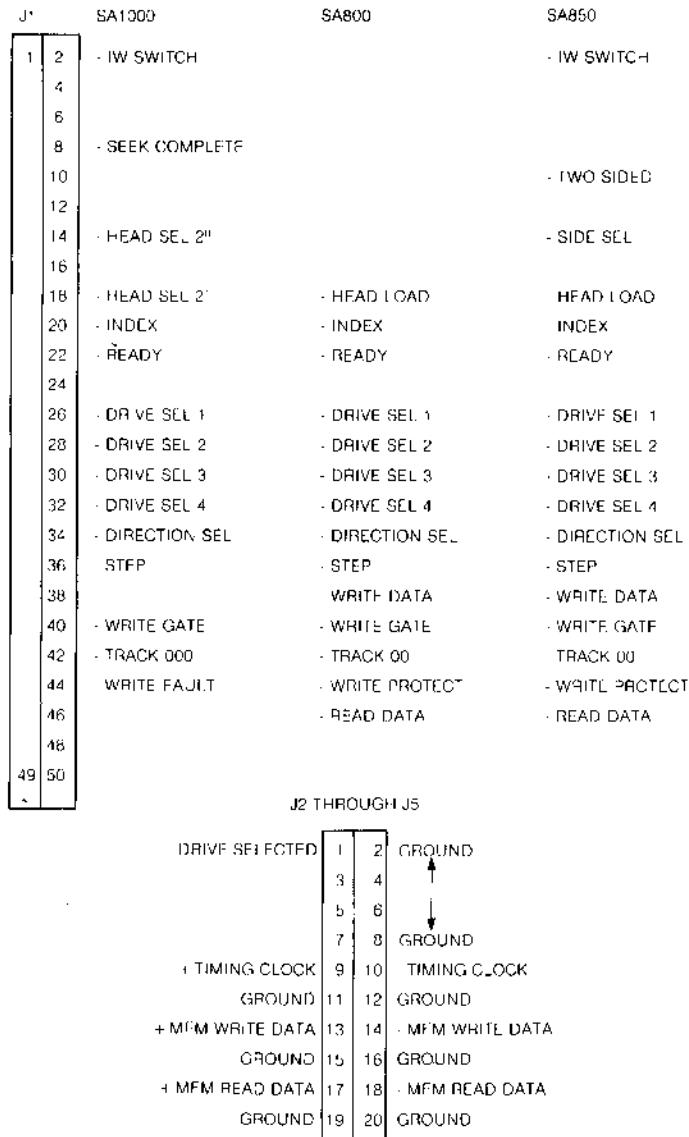 J1 SA1000 SA800 SA850
1 2 - IW SWITCH - IW SWITCH
4
6
8 - SEEK COMPLETE
10 - TWO SIDED
12
14 - HEAD SEL 2⁰ - SIDE SEL
16
18 - HEAD SEL 2¹ - HEAD LOAD HEAD LOAD
20 - INDEX - INDEX INDEX
22 - READY - READY - READY
24
26 - DRIVE SEL 1 - DRIVE SEL 1 - DRIVE SEL 1
28 - DRIVE SEL 2 - DRIVE SEL 2 - DRIVE SEL 2
30 - DRIVE SEL 3 - DRIVE SEL 3 - DRIVE SEL 3
32 - DRIVE SEL 4 - DRIVE SEL 4 - DRIVE SEL 4
34 - DIRECTION SEL - DIRECTION SEL - DIRECTION SEL
36 STEP - STEP - STEP
38 WRITE DATA - WRITE DATA
40 - WRITE GATE - WRITE GATE - WRITE GATE
42 - TRACK 000 - TRACK 00 TRACK 00
44 WRITE FAULT - WRITE PROTECT - WRITE PROTECT
46 - READ DATA - READ DATA
48
49 50
J2 THROUGH J5
DRIVE SELECTED 1 2 GROUND
3 4
5 6
7 8 GROUND
+ TIMING CLOCK 9 10 TIMING CLOCK
GROUND 11 12 GROUND
+ MFM WRITE DATA 13 14 - MFM WRITE DATA
GROUND 15 16 GROUND
+ MFM READ DATA 17 18 - MFM READ DATA
GROUND 19 20 GROUND